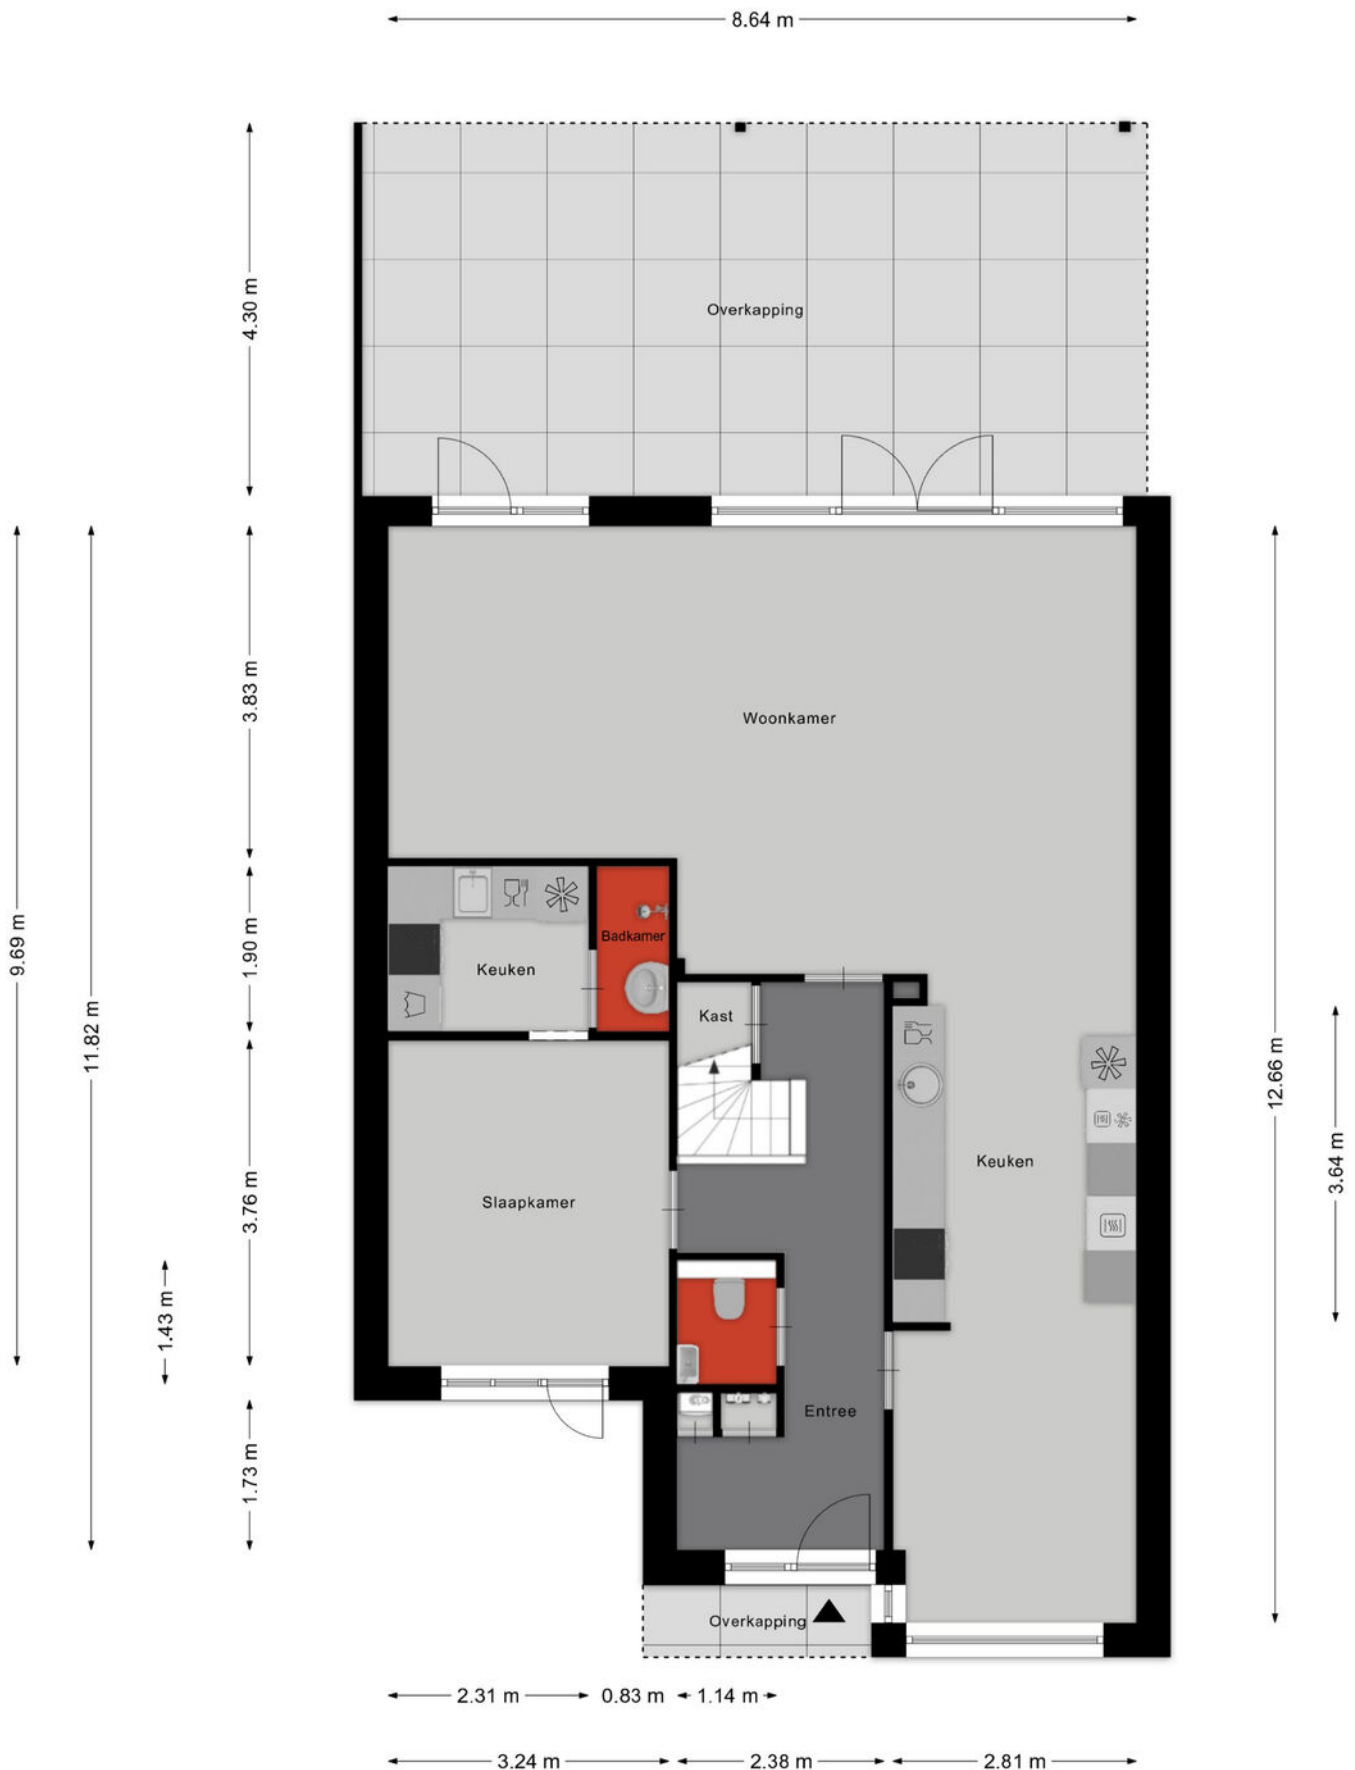 8.64 m
4.30 m
Overkapping
3.83 m
Woonkamer
9.69 m
11.82 m
1.90 m
Keuken
Badkamer
Kast
12.66 m
3.64 m
Keuken
3.76 m
Slaapkamer
1.43 m
Entree
1.73 m
Overkapping
2.31 m
0.83 m
1.14 m
3.24 m
2.38 m
2.81 m